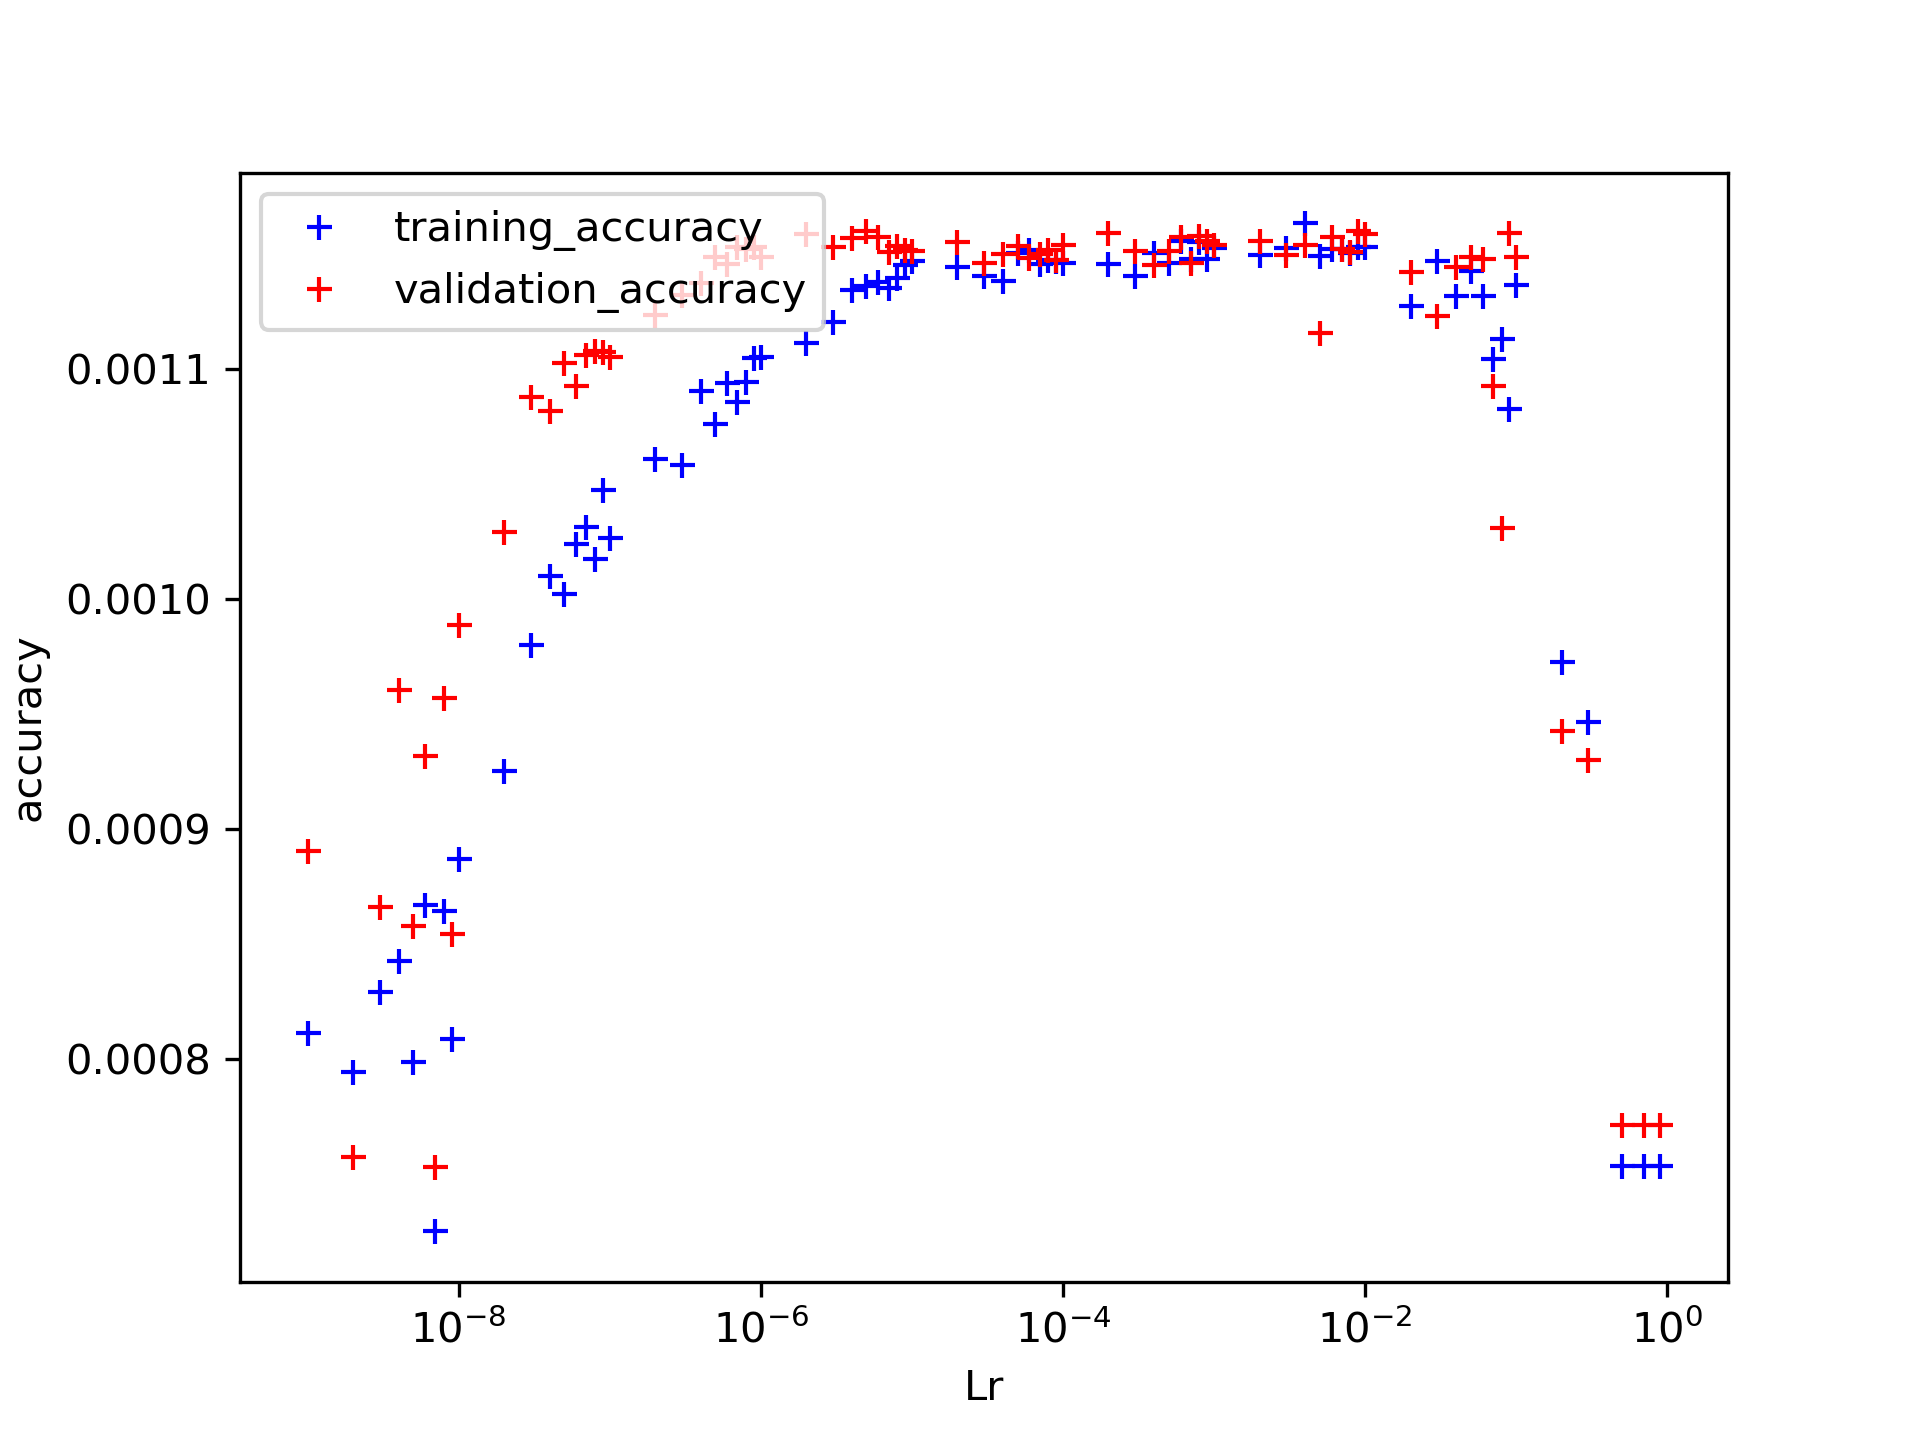 training_accuracy
validation_accuracy
0.0011
0.0010
0.0009
0.0008
accuracy
10⁻⁸ 10⁻⁶ 10⁻⁴ 10⁻² 10⁰
Lr